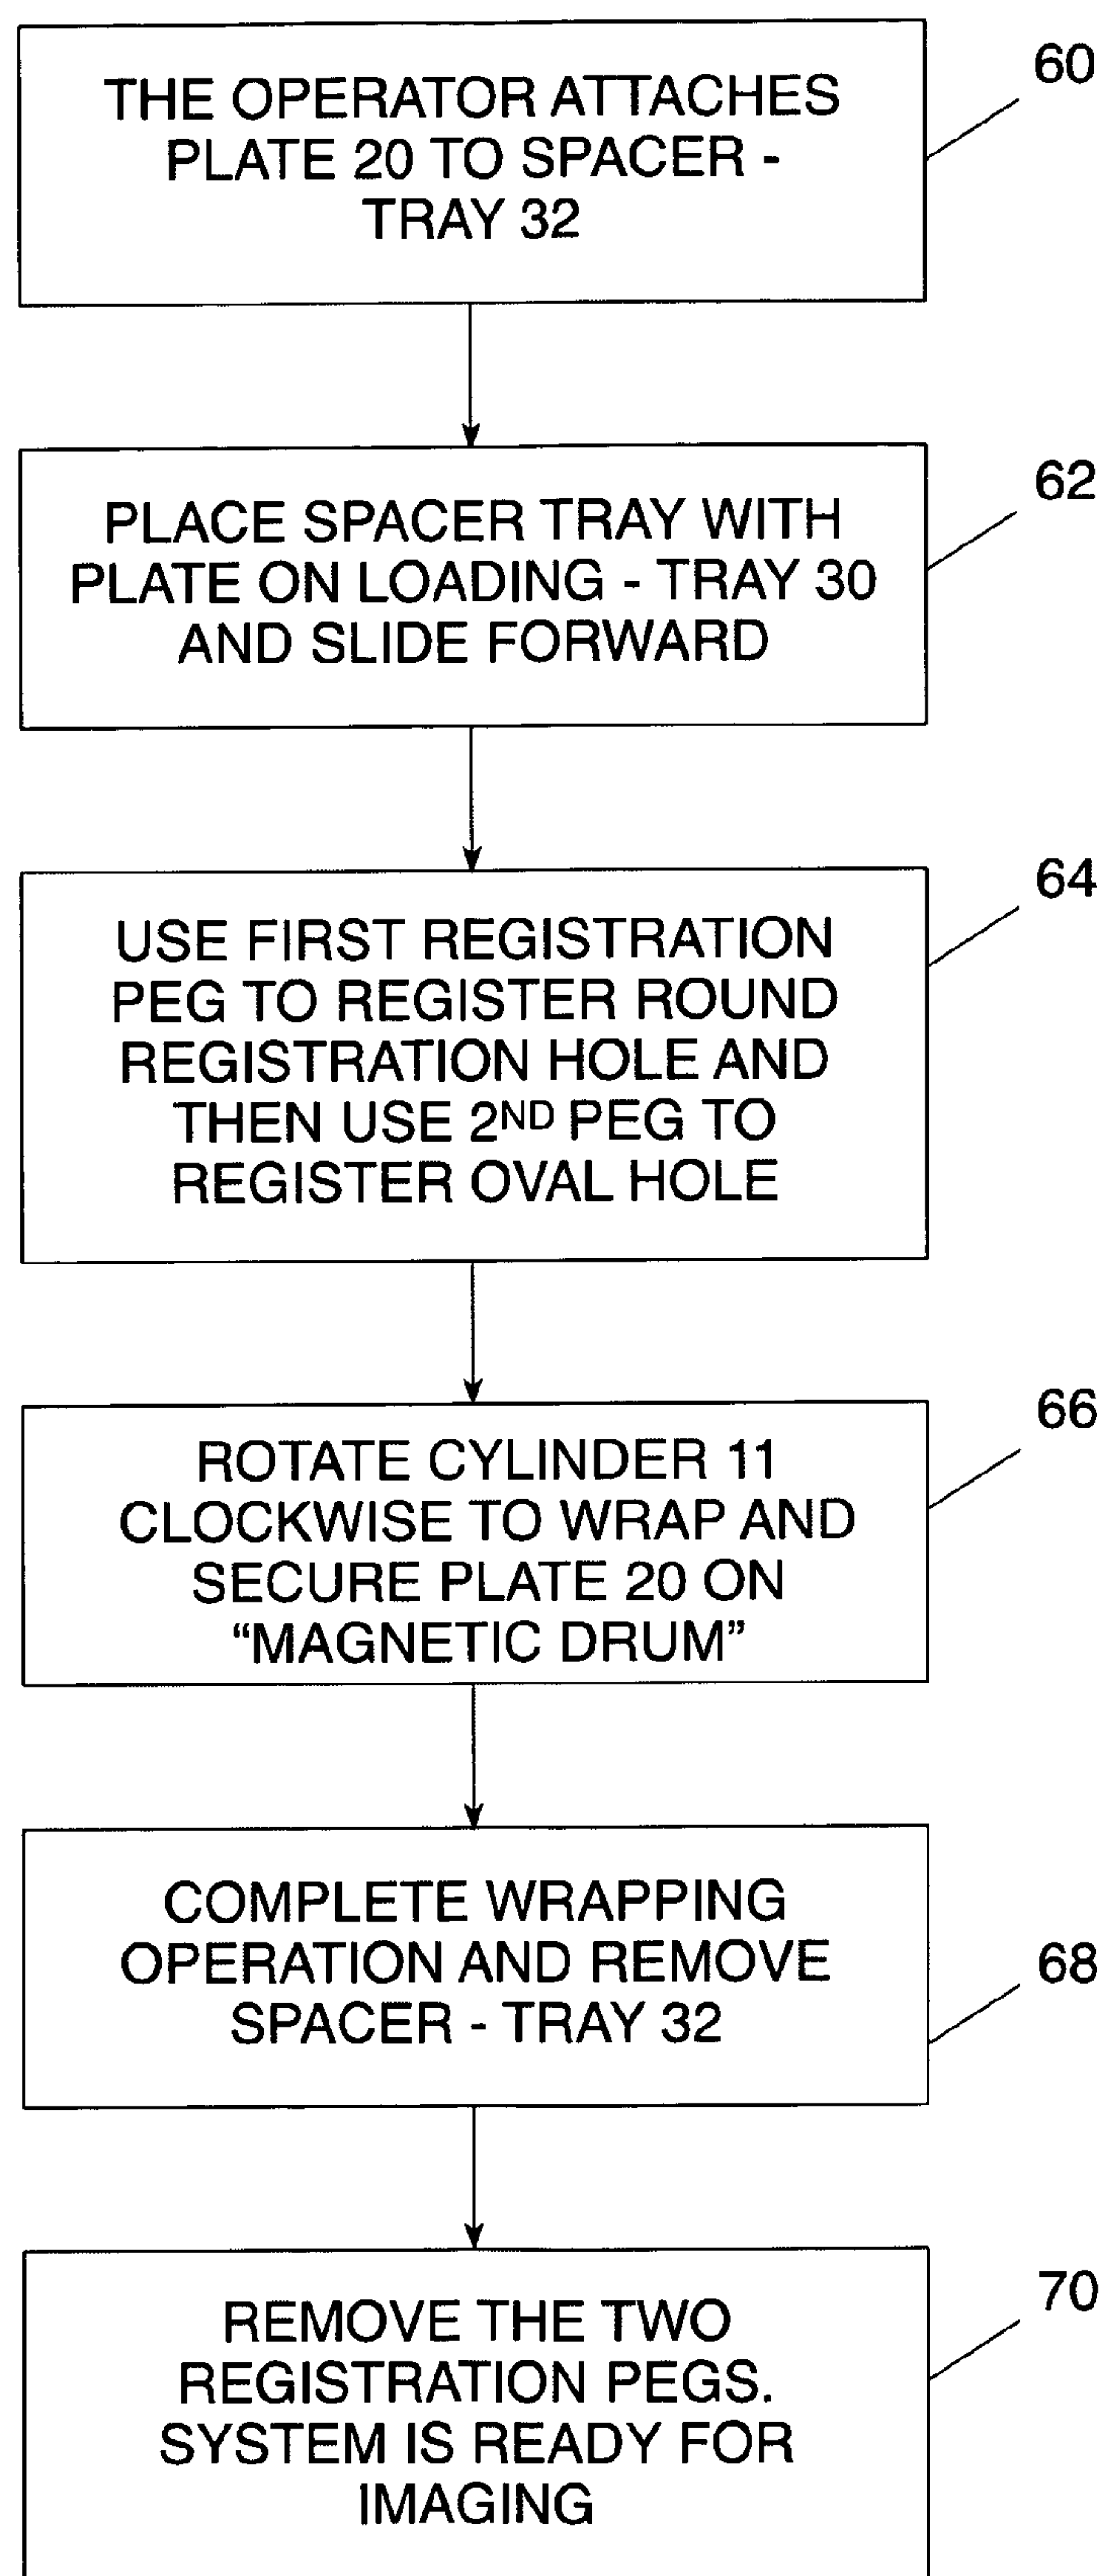 THE OPERATOR ATTACHES
PLATE 20 TO SPACER -
TRAY 32
60
PLACE SPACER TRAY WITH
PLATE ON LOADING - TRAY 30
AND SLIDE FORWARD
62
USE FIRST REGISTRATION
PEG TO REGISTER ROUND
REGISTRATION HOLE AND
THEN USE 2ND PEG TO
REGISTER OVAL HOLE
64
ROTATE CYLINDER 11
CLOCKWISE TO WRAP AND
SECURE PLATE 20 ON
“MAGNETIC DRUM”
66
COMPLETE WRAPPING
OPERATION AND REMOVE
SPACER - TRAY 32
68
REMOVE THE TWO
REGISTRATION PEGS.
SYSTEM IS READY FOR
IMAGING
70